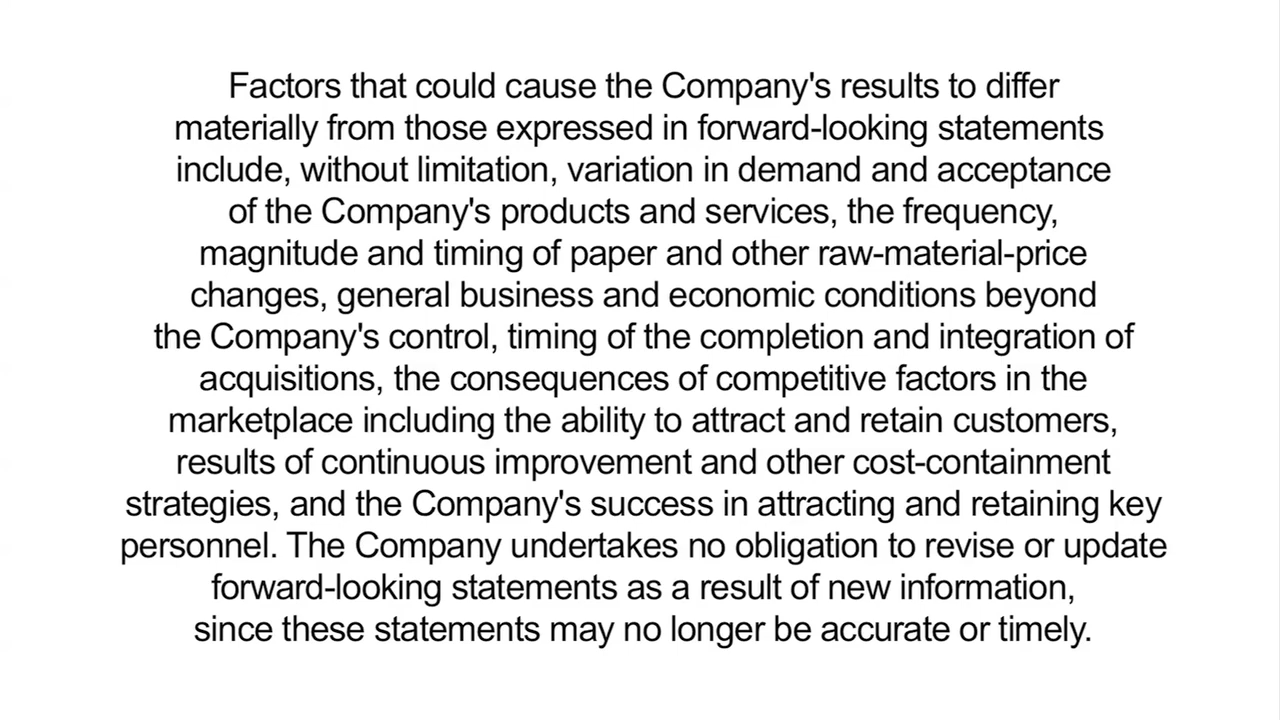 Factors that could cause the Company's results to differ
materially from those expressed in forward-looking statements
include, without limitation, variation in demand and acceptance
of the Company's products and services, the frequency,
magnitude and timing of paper and other raw-material-price
changes, general business and economic conditions beyond
the Company's control, timing of the completion and integration of
acquisitions, the consequences of competitive factors in the
marketplace including the ability to attract and retain customers,
results of continuous improvement and other cost-containment
strategies, and the Company's success in attracting and retaining key
personnel. The Company undertakes no obligation to revise or update
forward-looking statements as a result of new information,
since these statements may no longer be accurate or timely.